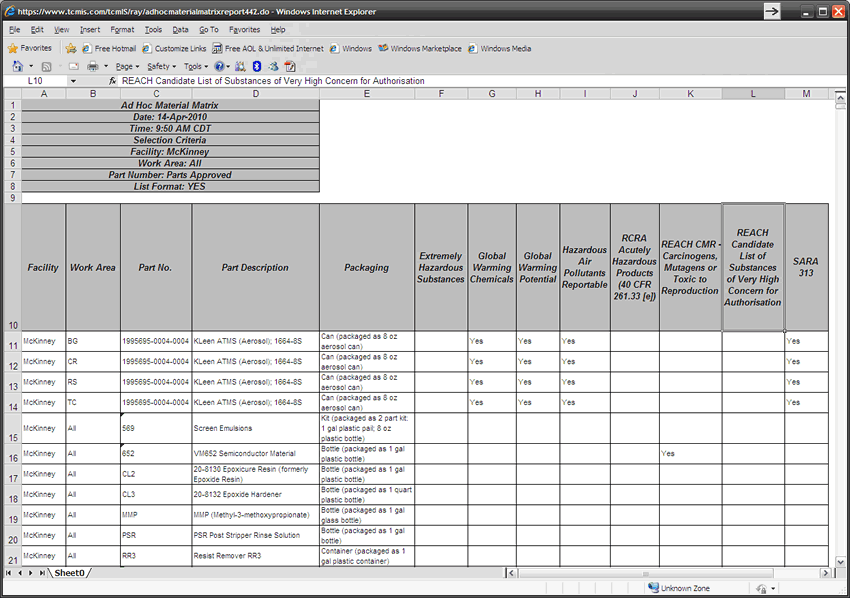 https://www.tcmis.com/tcmIS/ray/adhocmaterialmatrixreport442.do - Windows Internet Explorer
File Edit View Insert Format Tools Data Go To Favorites Help
Favorites Free Hotmail Customize Links Free AOL & Unlimited Internet Windows Windows Marketplace Windows Media
Page Safety Tools
L10 fx REACH Candidate List of Substances of Very High Concern for Authorisation
A B C D E F G H I J K L M
1 Ad Hoc Material Matrix
2 Date: 14-Apr-2010
3 Time: 9:50 AM CDT
4 Selection Criteria
5 Facility: McKinney
6 Work Area: All
7 Part Number: Parts Approved
8 List Format: YES
9
10
Facility
Work Area
Part No.
Part Description
Packaging
Extremely
Hazardous
Substances
Global
Warming
Chemicals
Global
Warming
Potential
Hazardous
Air
Pollutants
Reportable
RCRA
Acutely
Hazardous
Products
(40 CFR
261.33 [e])
REACH CMR -
Carcinogens,
Mutagens or
Toxic to
Reproduction
REACH
Candidate
List of
Substances
of Very High
Concern for
Authorisation
SARA
313
11 McKinney BG 1995695-0004-0004 KLeen ATMS (Aerosol); 1664-8S Can (packaged as 8 oz
aerosol can) Yes Yes Yes Yes
12 McKinney CR 1995695-0004-0004 KLeen ATMS (Aerosol); 1664-8S Can (packaged as 8 oz
aerosol can) Yes Yes Yes Yes
13 McKinney RS 1995695-0004-0004 KLeen ATMS (Aerosol); 1664-8S Can (packaged as 8 oz
aerosol can) Yes Yes Yes Yes
14 McKinney TC 1995695-0004-0004 KLeen ATMS (Aerosol); 1664-8S Can (packaged as 8 oz
aerosol can) Yes Yes Yes Yes
15 McKinney All 569 Screen Emulsions Kit (packaged as 2 part kit:
1 gal plastic pail; 8 oz
plastic bottle)
16 McKinney All 652 VM652 Semiconductor Material Bottle (packaged as 1 gal
plastic bottle) Yes
17 McKinney All CL2 20-8130 Epoxicure Resin (formerly
Epoxide Resin) Bottle (packaged as 1 gal
plastic bottle)
18 McKinney All CL3 20-8132 Epoxide Hardener Bottle (packaged as 1 quart
plastic bottle)
19 McKinney All MMP MMP (Methyl-3-methoxypropionate) Bottle (packaged as 1 gal
glass bottle)
20 McKinney All PSR PSR Post Stripper Rinse Solution Bottle (packaged as 1 gal
bottle)
21 McKinney All RR3 Resist Remover RR3 Container (packaged as 1
gal plastic container)
Sheet0
Unknown Zone